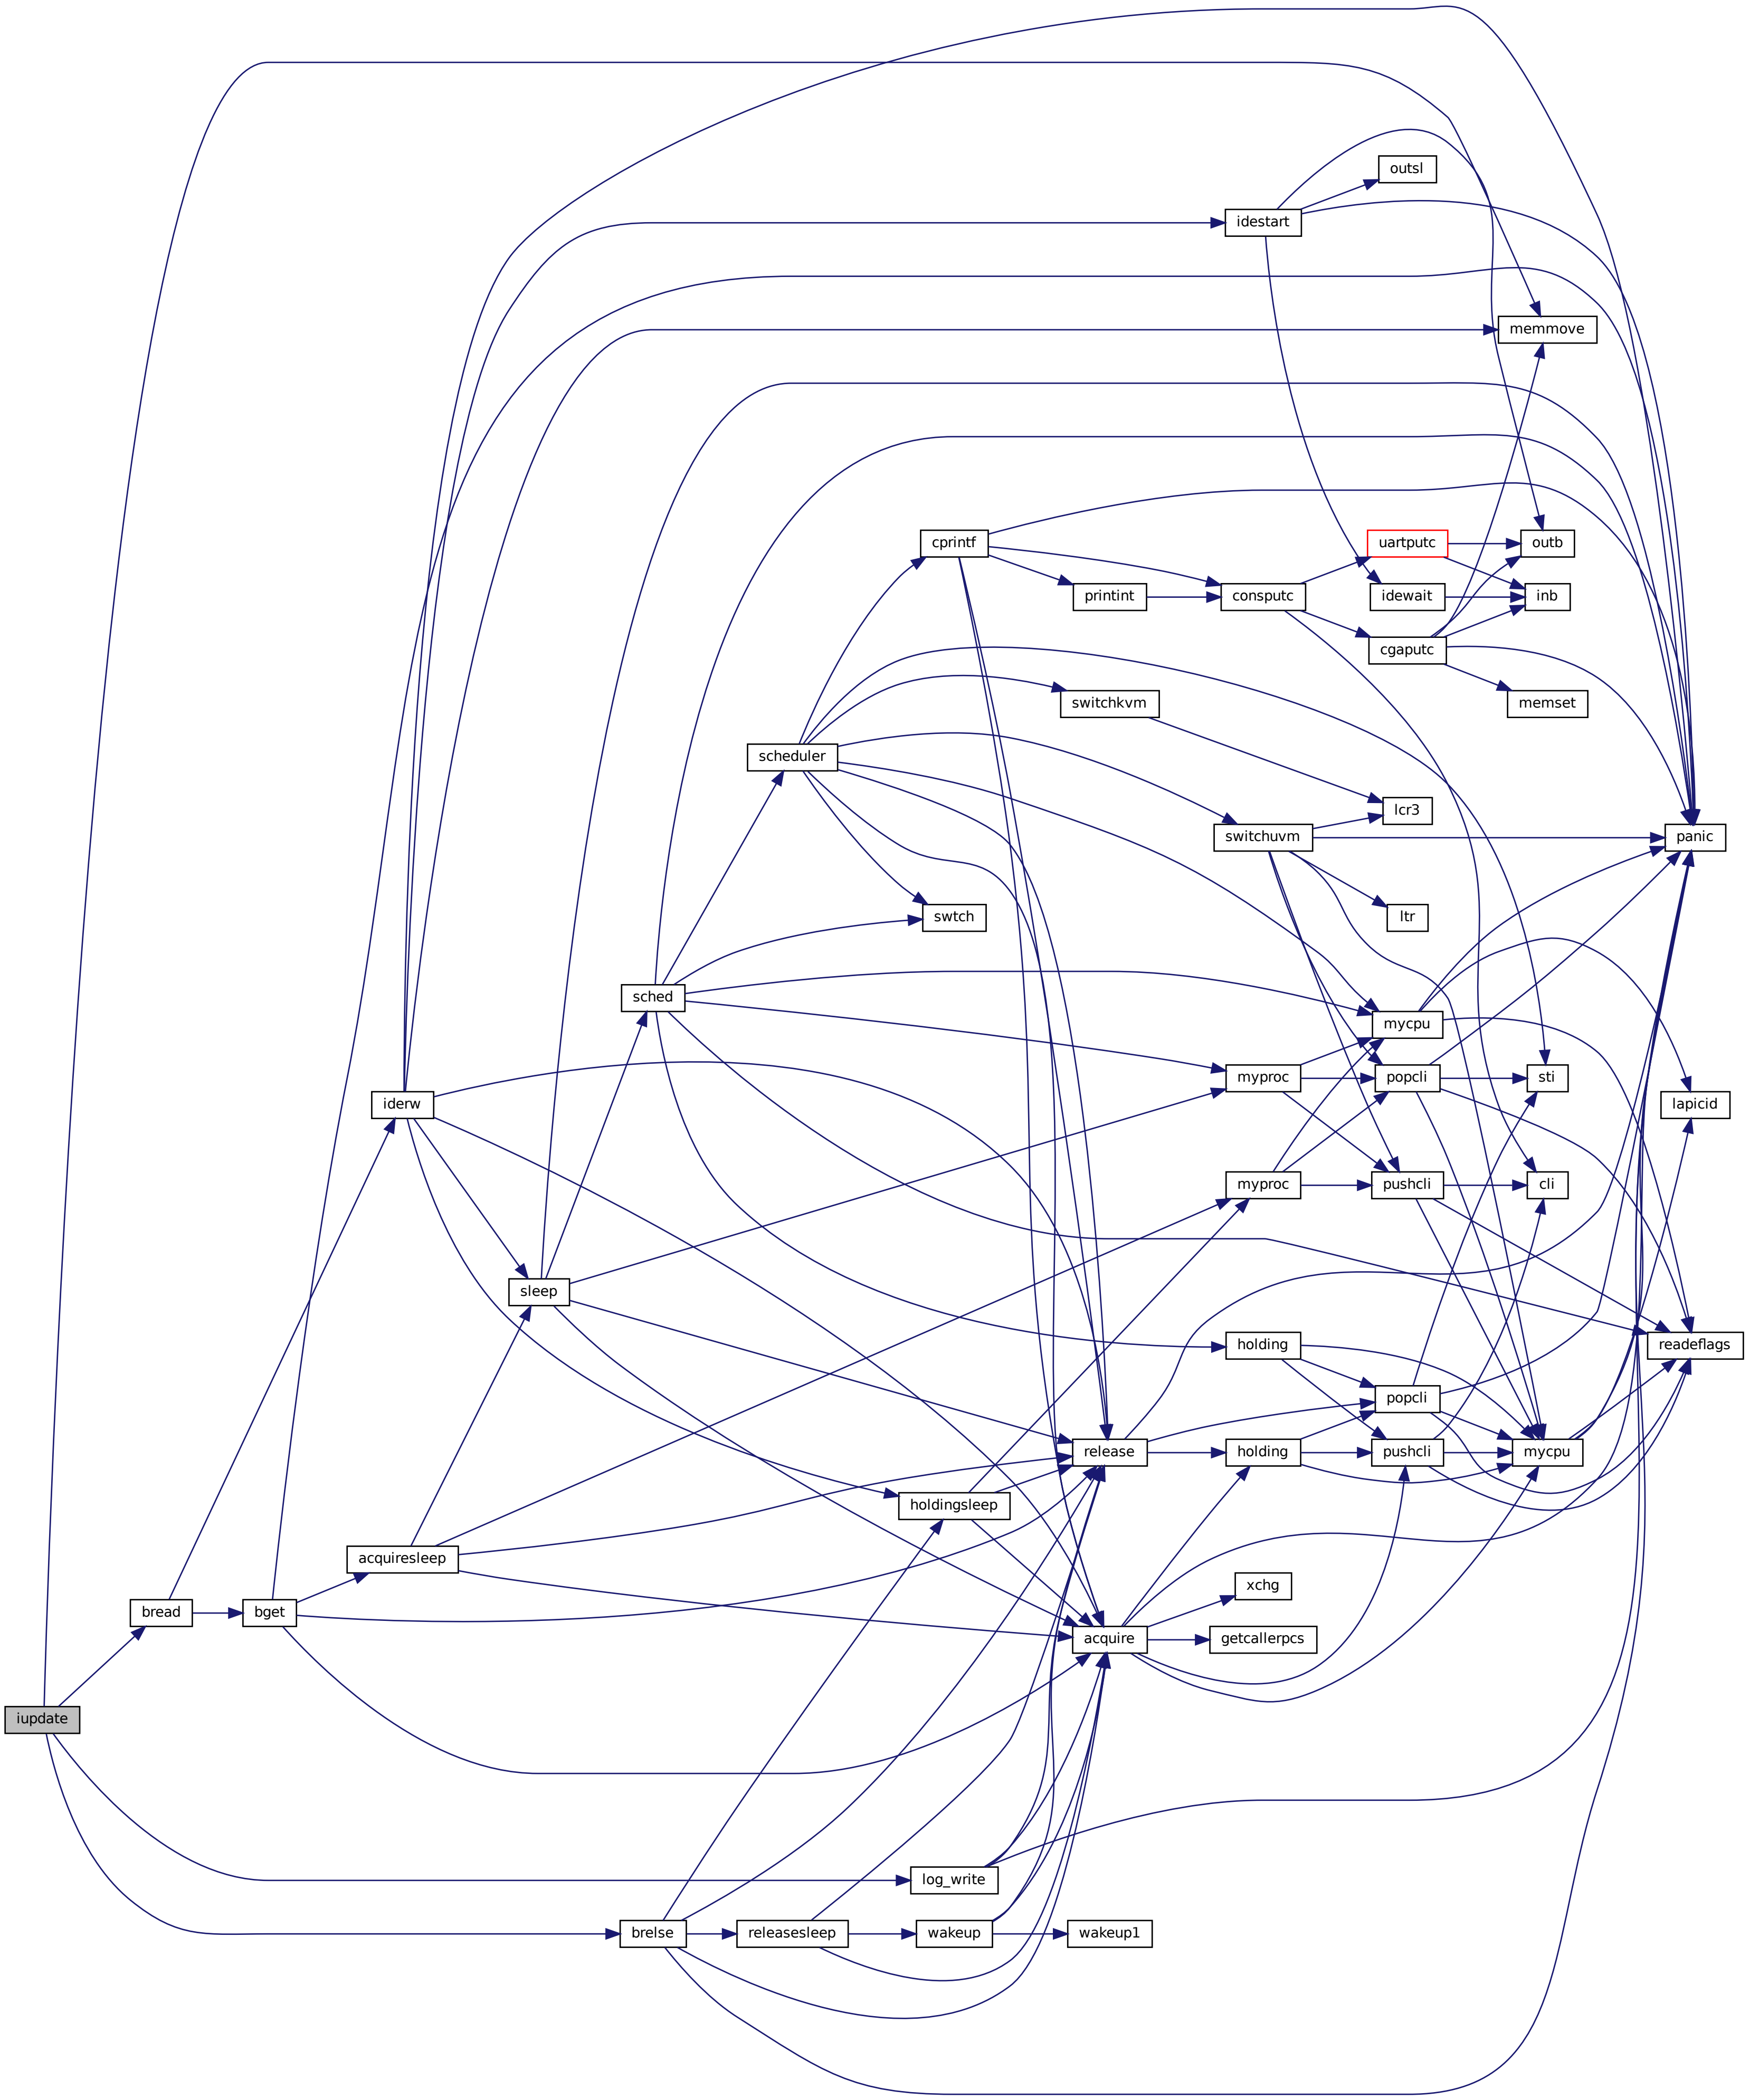 outsl
idestart
memmove
cprintf
uartputc
outb
printint
consputc
idewait
inb
cgaputc
switchkvm
memset
scheduler
lcr3
switchuvm
panic
swtch
ltr
sched
mycpu
iderw
myproc
popcli
sti
lapicid
myproc
pushcli
cli
sleep
holding
readeflags
popcli
release
holding
pushcli
mycpu
holdingsleep
acquiresleep
xchg
bread
bget
acquire
getcallerpcs
iupdate
log_write
brelse
releasesleep
wakeup
wakeup1